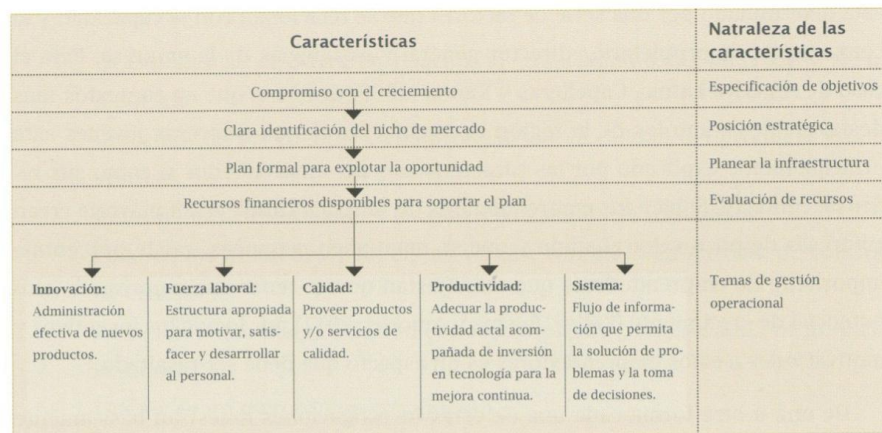 Características
Natraleza de las
características
Compromiso con el creciemiento
Especificación de objetivos
Clara identificación del nicho de mercado
Posición estratégica
Plan formal para explotar la oportunidad
Planear la infraestructura
Recursos financieros disponibles para soportar el plan
Evaluación de recursos
Innovación:
Administración
efectiva de nuevos
productos.
Fuerza laboral:
Estructura apropiada
para motivar, satis-
facer y desarrrollar
al personal.
Calidad:
Proveer productos
y/o servicios de
calidad.
Productividad:
Adecuar la produc-
tividad actal acom-
pañada de inversión
en tecnología para la
mejora continua.
Sistema:
Flujo de informa-
ción que permita
la solución de pro-
blemas y la toma
de decisiones.
Temas de gestión
operacional